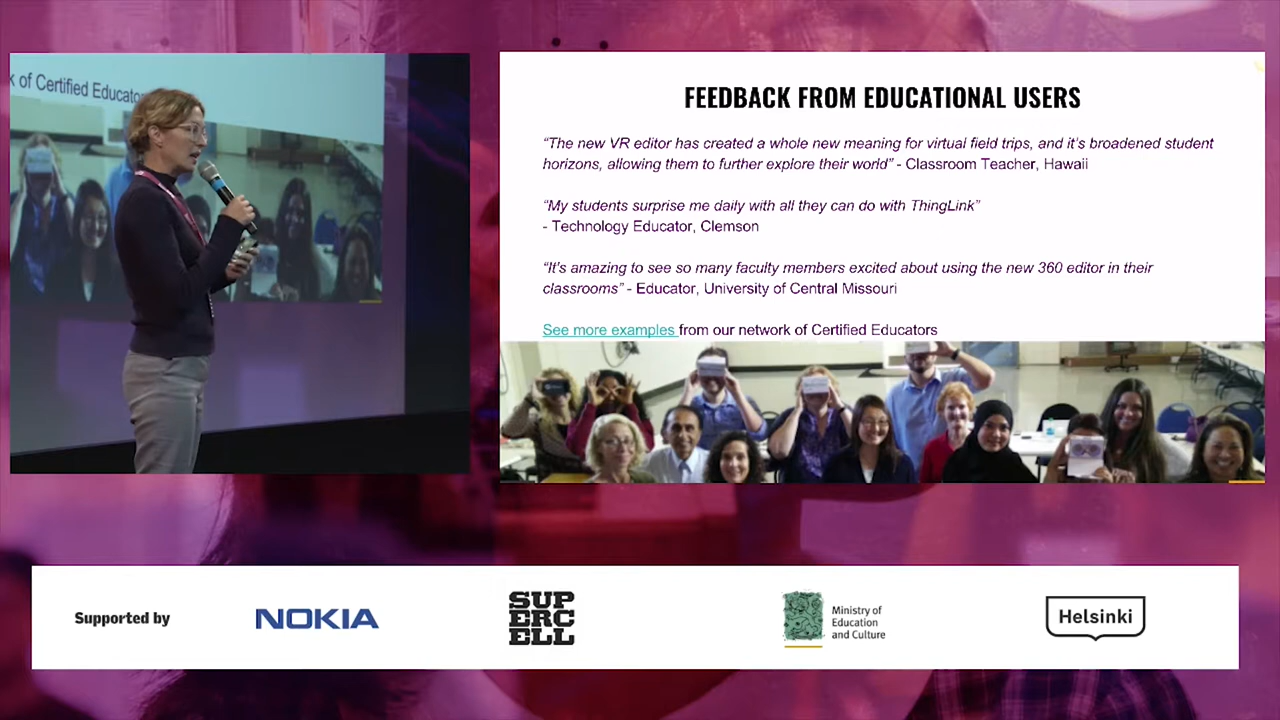 k of Certified Educator
FEEDBACK FROM EDUCATIONAL USERS
“The new VR editor has created a whole new meaning for virtual field trips, and it’s broadened student
horizons, allowing them to further explore their world” - Classroom Teacher, Hawaii
“My students surprise me daily with all they can do with ThingLink”
- Technology Educator, Clemson
“It’s amazing to see so many faculty members excited about using the new 360 editor in their
classrooms” - Educator, University of Central Missouri
See more examples from our network of Certified Educators
Supported by
NOKIA
SUP
ERC
ELL
Ministry of
Education
and Culture
Helsinki